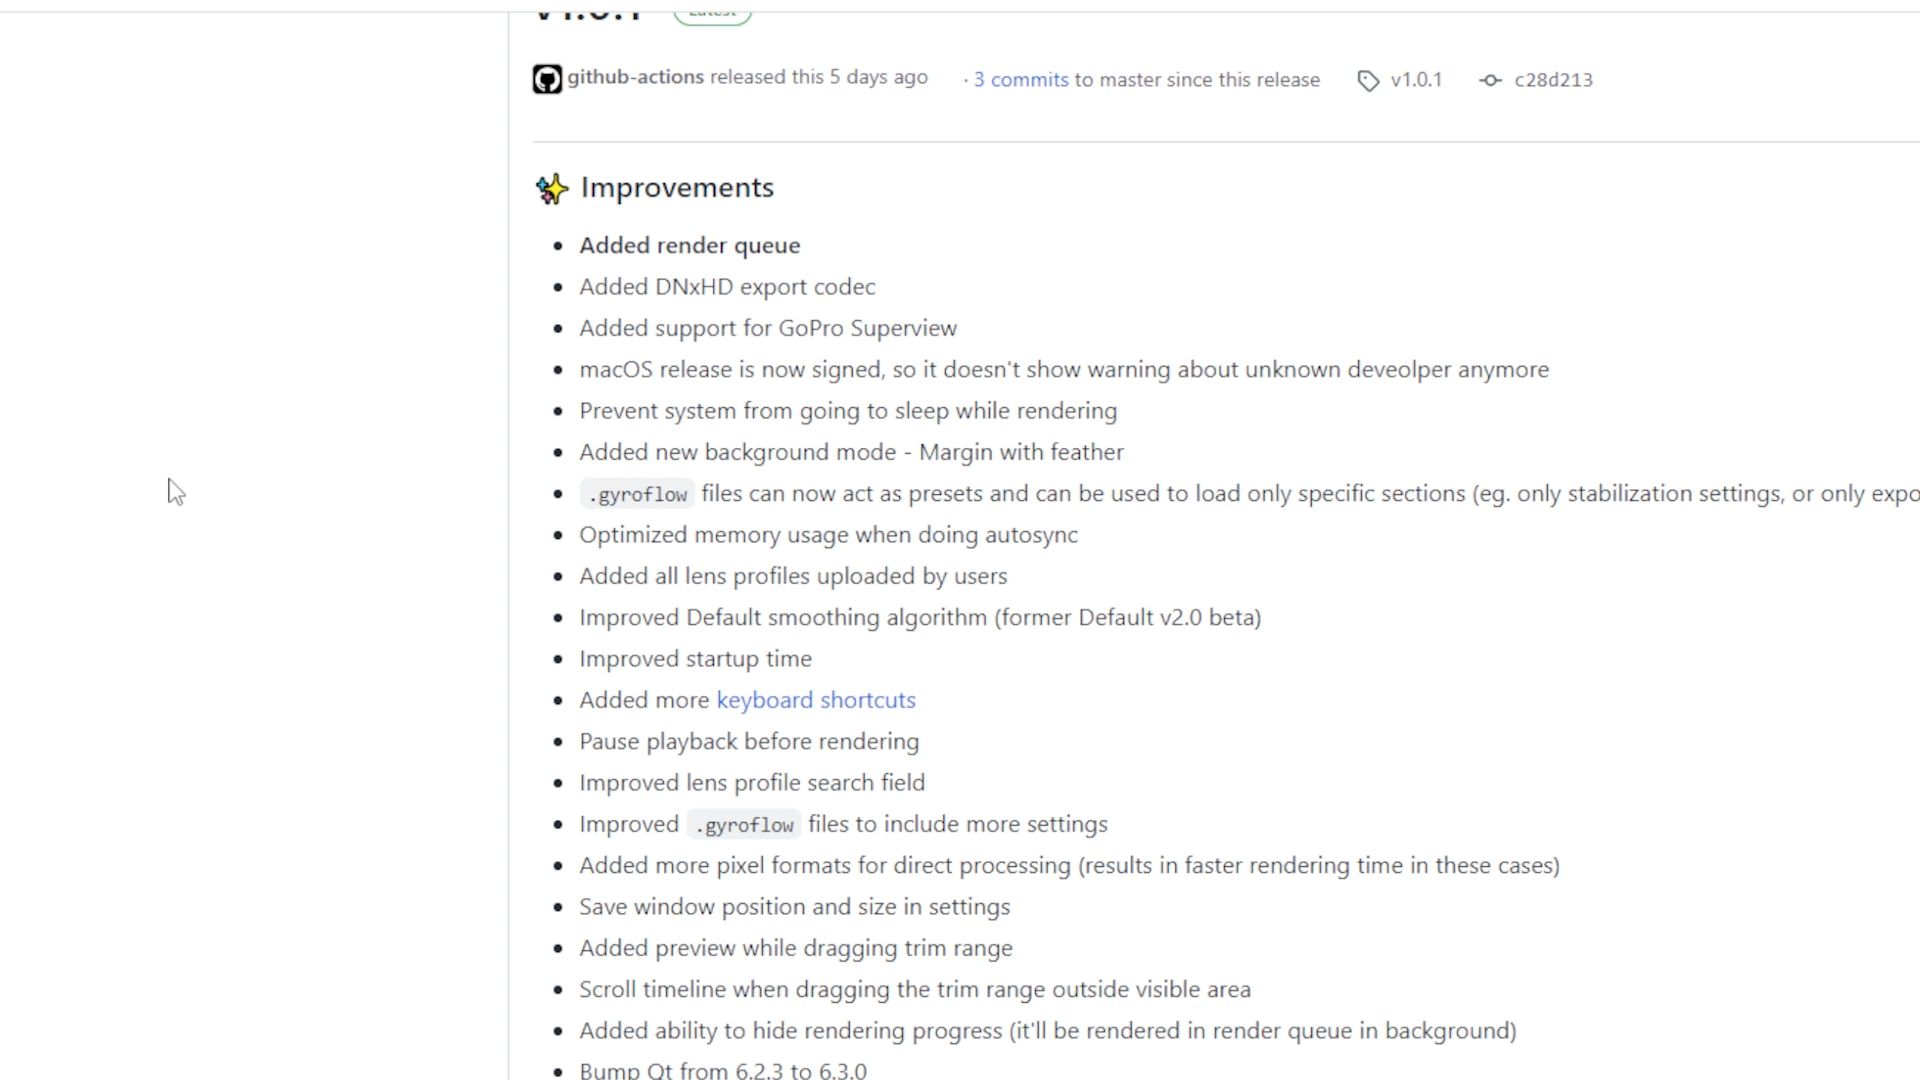 v1.0.1 Latest
github-actions released this 5 days ago · 3 commits to master since this release v1.0.1 c28d213
Improvements
Added render queue
Added DNxHD export codec
Added support for GoPro Superview
macOS release is now signed, so it doesn't show warning about unknown deveolper anymore
Prevent system from going to sleep while rendering
Added new background mode - Margin with feather
.gyroflow files can now act as presets and can be used to load only specific sections (eg. only stabilization settings, or only expo
Optimized memory usage when doing autosync
Added all lens profiles uploaded by users
Improved Default smoothing algorithm (former Default v2.0 beta)
Improved startup time
Added more keyboard shortcuts
Pause playback before rendering
Improved lens profile search field
Improved .gyroflow files to include more settings
Added more pixel formats for direct processing (results in faster rendering time in these cases)
Save window position and size in settings
Added preview while dragging trim range
Scroll timeline when dragging the trim range outside visible area
Added ability to hide rendering progress (it'll be rendered in render queue in background)
Bump Qt from 6.2.3 to 6.3.0